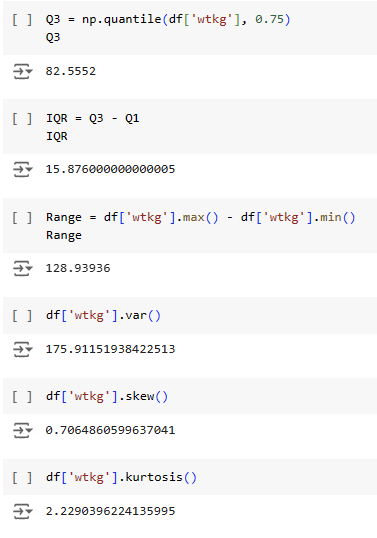 [ ] Q3 = np.quantile(df['wtkg'], 0.75)
Q3
82.5552
[ ] IQR = Q3 - Q1
IQR
15.876000000000005
[ ] Range = df['wtkg'].max() - df['wtkg'].min()
Range
128.93936
[ ] df['wtkg'].var()
175.91151938422513
[ ] df['wtkg'].skew()
0.7064860599637041
[ ] df['wtkg'].kurtosis()
2.2290396224135995